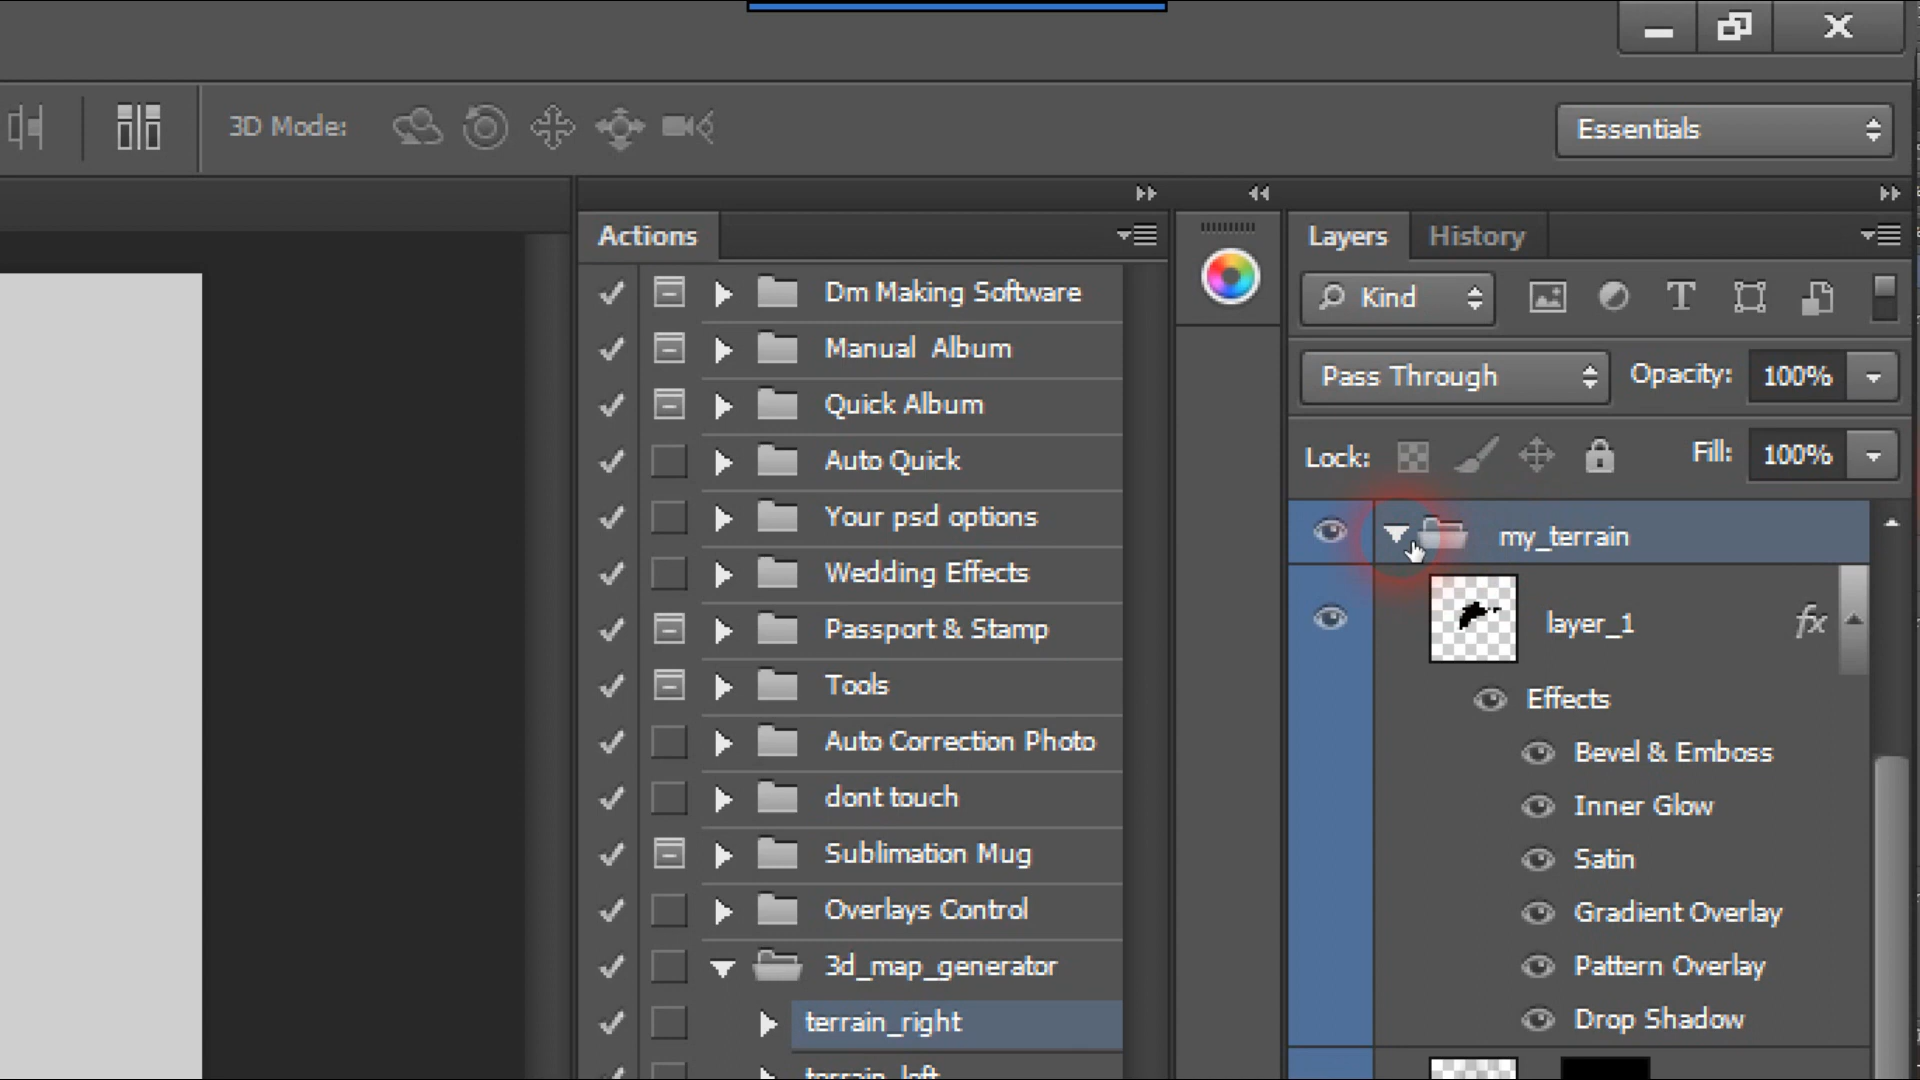 3D Mode:
Essentials
Actions
Dm Making Software
Manual Album
Quick Album
Auto Quick
Your psd options
Wedding Effects
Passport & Stamp
Tools
Auto Correction Photo
dont touch
Sublimation Mug
Overlays Control
3d_map_generator
terrain_right
terrain_left
Layers
History
Kind
Pass Through
Opacity: 100%
Lock:
Fill: 100%
my_terrain
layer_1 fx
Effects
Bevel & Emboss
Inner Glow
Satin
Gradient Overlay
Pattern Overlay
Drop Shadow